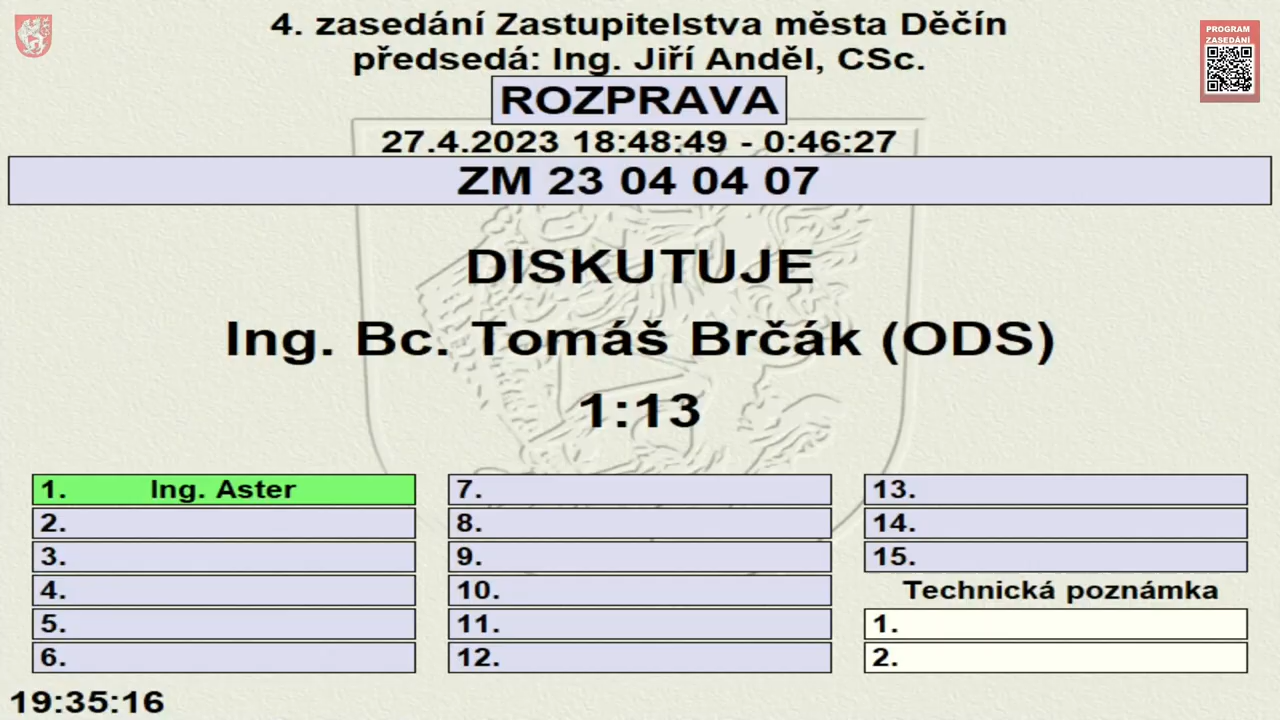 4. zasedání Zastupitelstva města Děčín
předsedá: Ing. Jiří Anděl, CSc.
PROGRAM
ZASEDÁNÍ
ROZPRAVA
27.4.2023 18:48:49 - 0:46:27
ZM 23 04 04 07
DISKUTUJE
Ing. Bc. Tomáš Brčák (ODS)
1:13
1. Ing. Aster
2.
3.
4.
5.
6.
7.
8.
9.
10.
11.
12.
13.
14.
15.
Technická poznámka
1.
2.
19:35:16